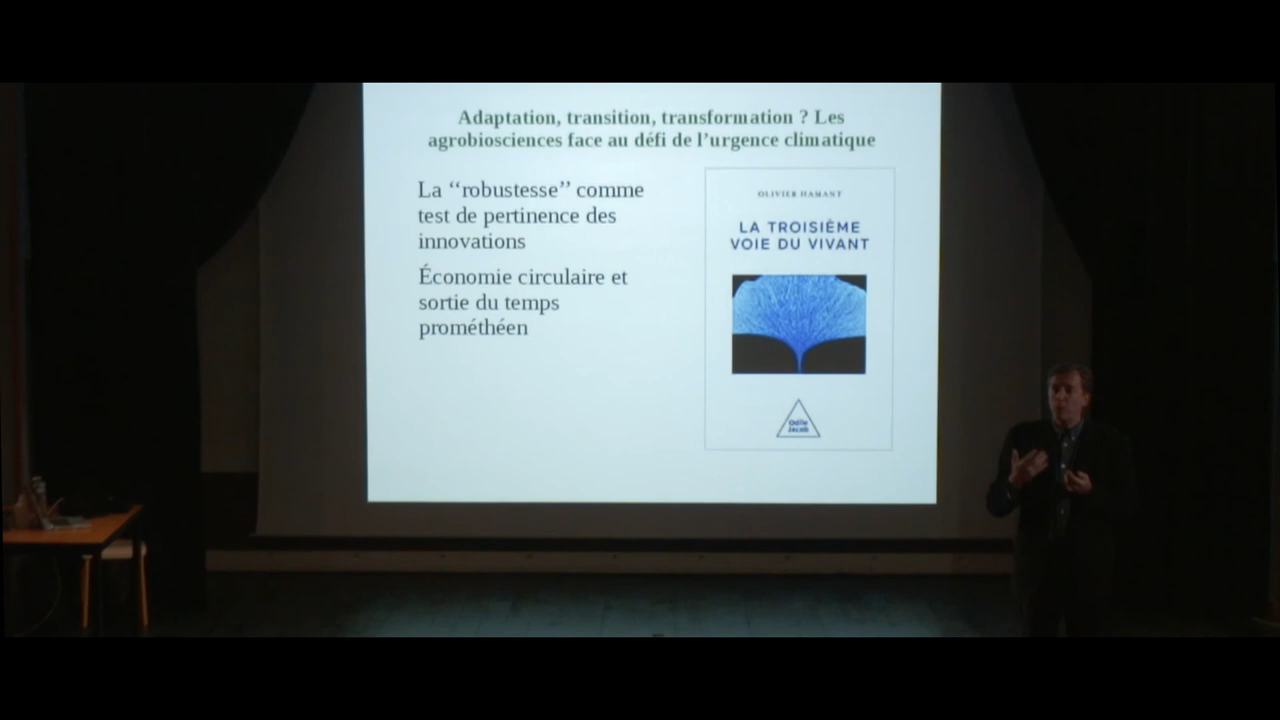 Adaptation, transition, transformation ? Les
agrobiosciences face au défi de l’urgence climatique
La ‘‘robustesse’’ comme
test de pertinence des
innovations
Économie circulaire et
sortie du temps
prométhéen
OLIVIER HAMANT
LA TROISIÈME
VOIE DU VIVANT
Odile
Jacob